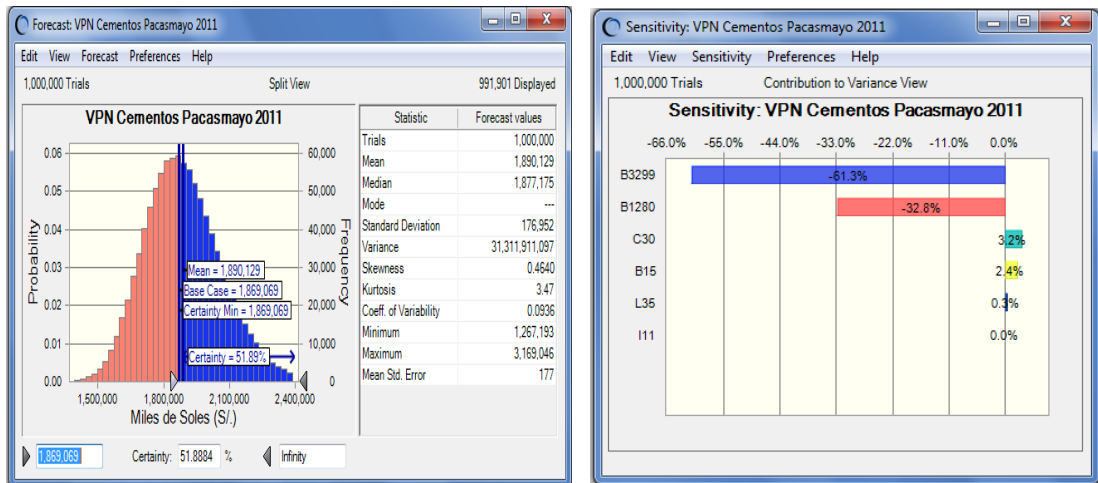 Forecast: VPN Cementos Pacasmayo 2011
Edit View Forecast Preferences Help
1,000,000 Trials Split View 991,901 Displayed
VPN Cementos Pacasmayo 2011
0.06
0.05
0.04
0.03
0.02
0.01
0.00
Probability
60,000
50,000
40,000
30,000
20,000
10,000
0
Frequency
Mean = 1,890,129
Base Case = 1,869,069
Certainty Min = 1,869,069
Certainty = 51.89%
1,500,000 1,800,000 2,100,000 2,400,000
Miles de Soles (S/.)
Statistic Forecast values
Trials 1,000,000
Mean 1,890,129
Median 1,877,175
Mode ---
Standard Deviation 176,952
Variance 31,311,911,097
Skewness 0.4640
Kurtosis 3.47
Coeff. of Variability 0.0936
Minimum 1,267,193
Maximum 3,169,046
Mean Std. Error 177
1,869,069 Certainty: 51.8884 % Infinity
Sensitivity: VPN Cementos Pacasmayo 2011
Edit View Sensitivity Preferences Help
1,000,000 Trials Contribution to Variance View
Sensitivity: VPN Cementos Pacasmayo 2011
-66.0% -55.0% -44.0% -33.0% -22.0% -11.0% 0.0%
B3299 -61.3%
B1280 -32.8%
C30 3.2%
B15 2.4%
L35 0.3%
I11 0.0%